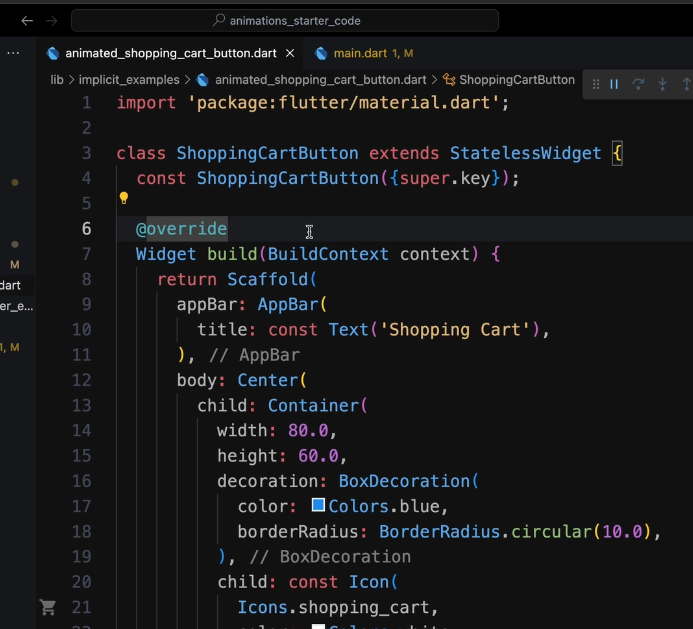 animations_starter_code
animated_shopping_cart_button.dart
main.dart 1, M
lib > implicit_examples > animated_shopping_cart_button.dart > ShoppingCartButton
M
dart
er_e...
1, M
1 import 'package:flutter/material.dart';
2
3 class ShoppingCartButton extends StatelessWidget {
4 const ShoppingCartButton({super.key});
5
6 @override
7 Widget build(BuildContext context) {
8 return Scaffold(
9 appBar: AppBar(
10 title: const Text('Shopping Cart'),
11 ), // AppBar
12 body: Center(
13 child: Container(
14 width: 80.0,
15 height: 60.0,
16 decoration: BoxDecoration(
17 color: Colors.blue,
18 borderRadius: BorderRadius.circular(10.0),
19 ), // BoxDecoration
20 child: const Icon(
21 Icons.shopping_cart,